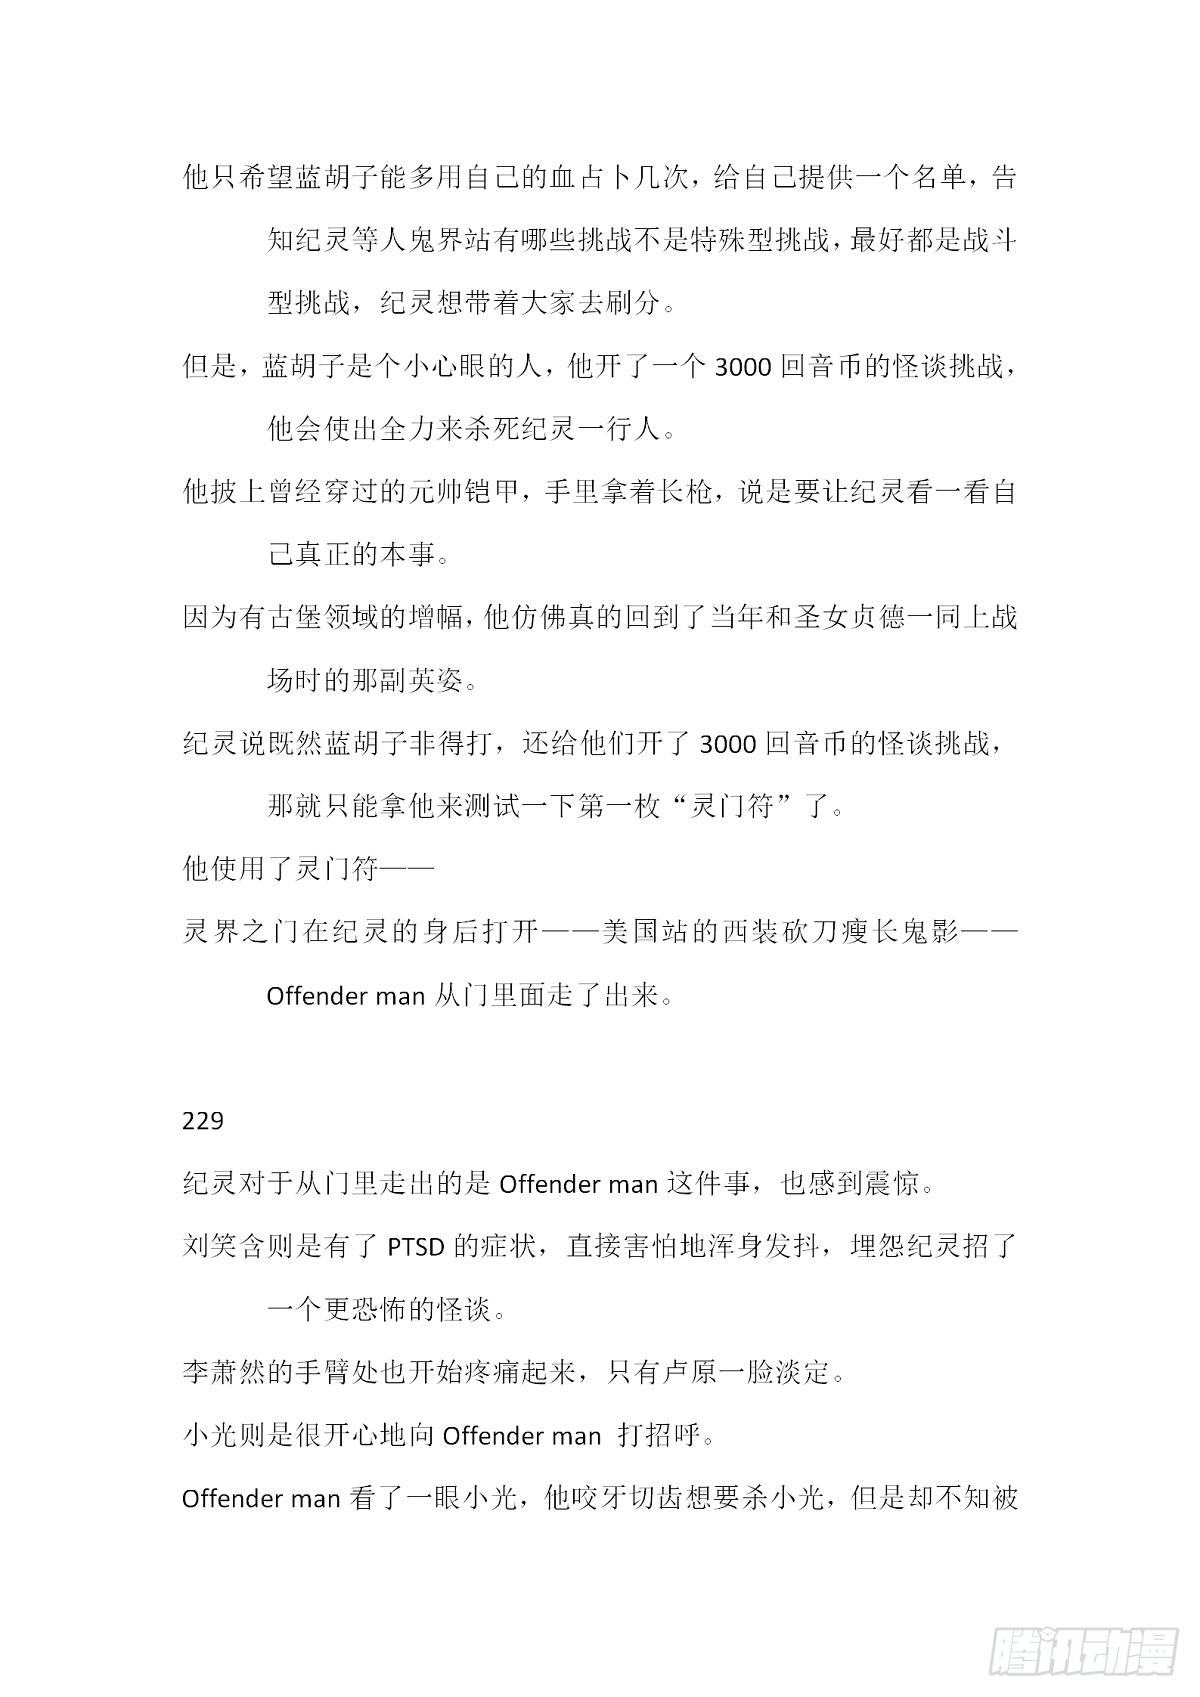 他只希望蓝胡子能多用自己的血占卜几次，给自己提供一个名单，告
知纪灵等人鬼界站有哪些挑战不是特殊型挑战，最好都是战斗
型挑战，纪灵想带着大家去刷分。
但是，蓝胡子是个小心眼的人，他开了一个 3000 回音币的怪谈挑战，
他会使出全力来杀死纪灵一行人。
他披上曾经穿过的元帅铠甲，手里拿着长枪，说是要让纪灵看一看自
己真正的本事。
因为有古堡领域的增幅，他仿佛真的回到了当年和圣女贞德一同上战
场时的那副英姿。
纪灵说既然蓝胡子非得打，还给他们开了 3000 回音币的怪谈挑战，
那就只能拿他来测试一下第一枚“灵门符”了。
他使用了灵门符——
灵界之门在纪灵的身后打开——美国站的西装砍刀瘦长鬼影——
Offender man 从门里面走了出来。
229
纪灵对于从门里走出的是 Offender man 这件事，也感到震惊。
刘笑含则是有了 PTSD 的症状，直接害怕地浑身发抖，埋怨纪灵招了
一个更恐怖的怪谈。
李萧然的手臂处也开始疼痛起来，只有卢原一脸淡定。
小光则是很开心地向 Offender man 打招呼。
Offender man 看了一眼小光，他咬牙切齿想要杀小光，但是却不知被
腾讯动漫